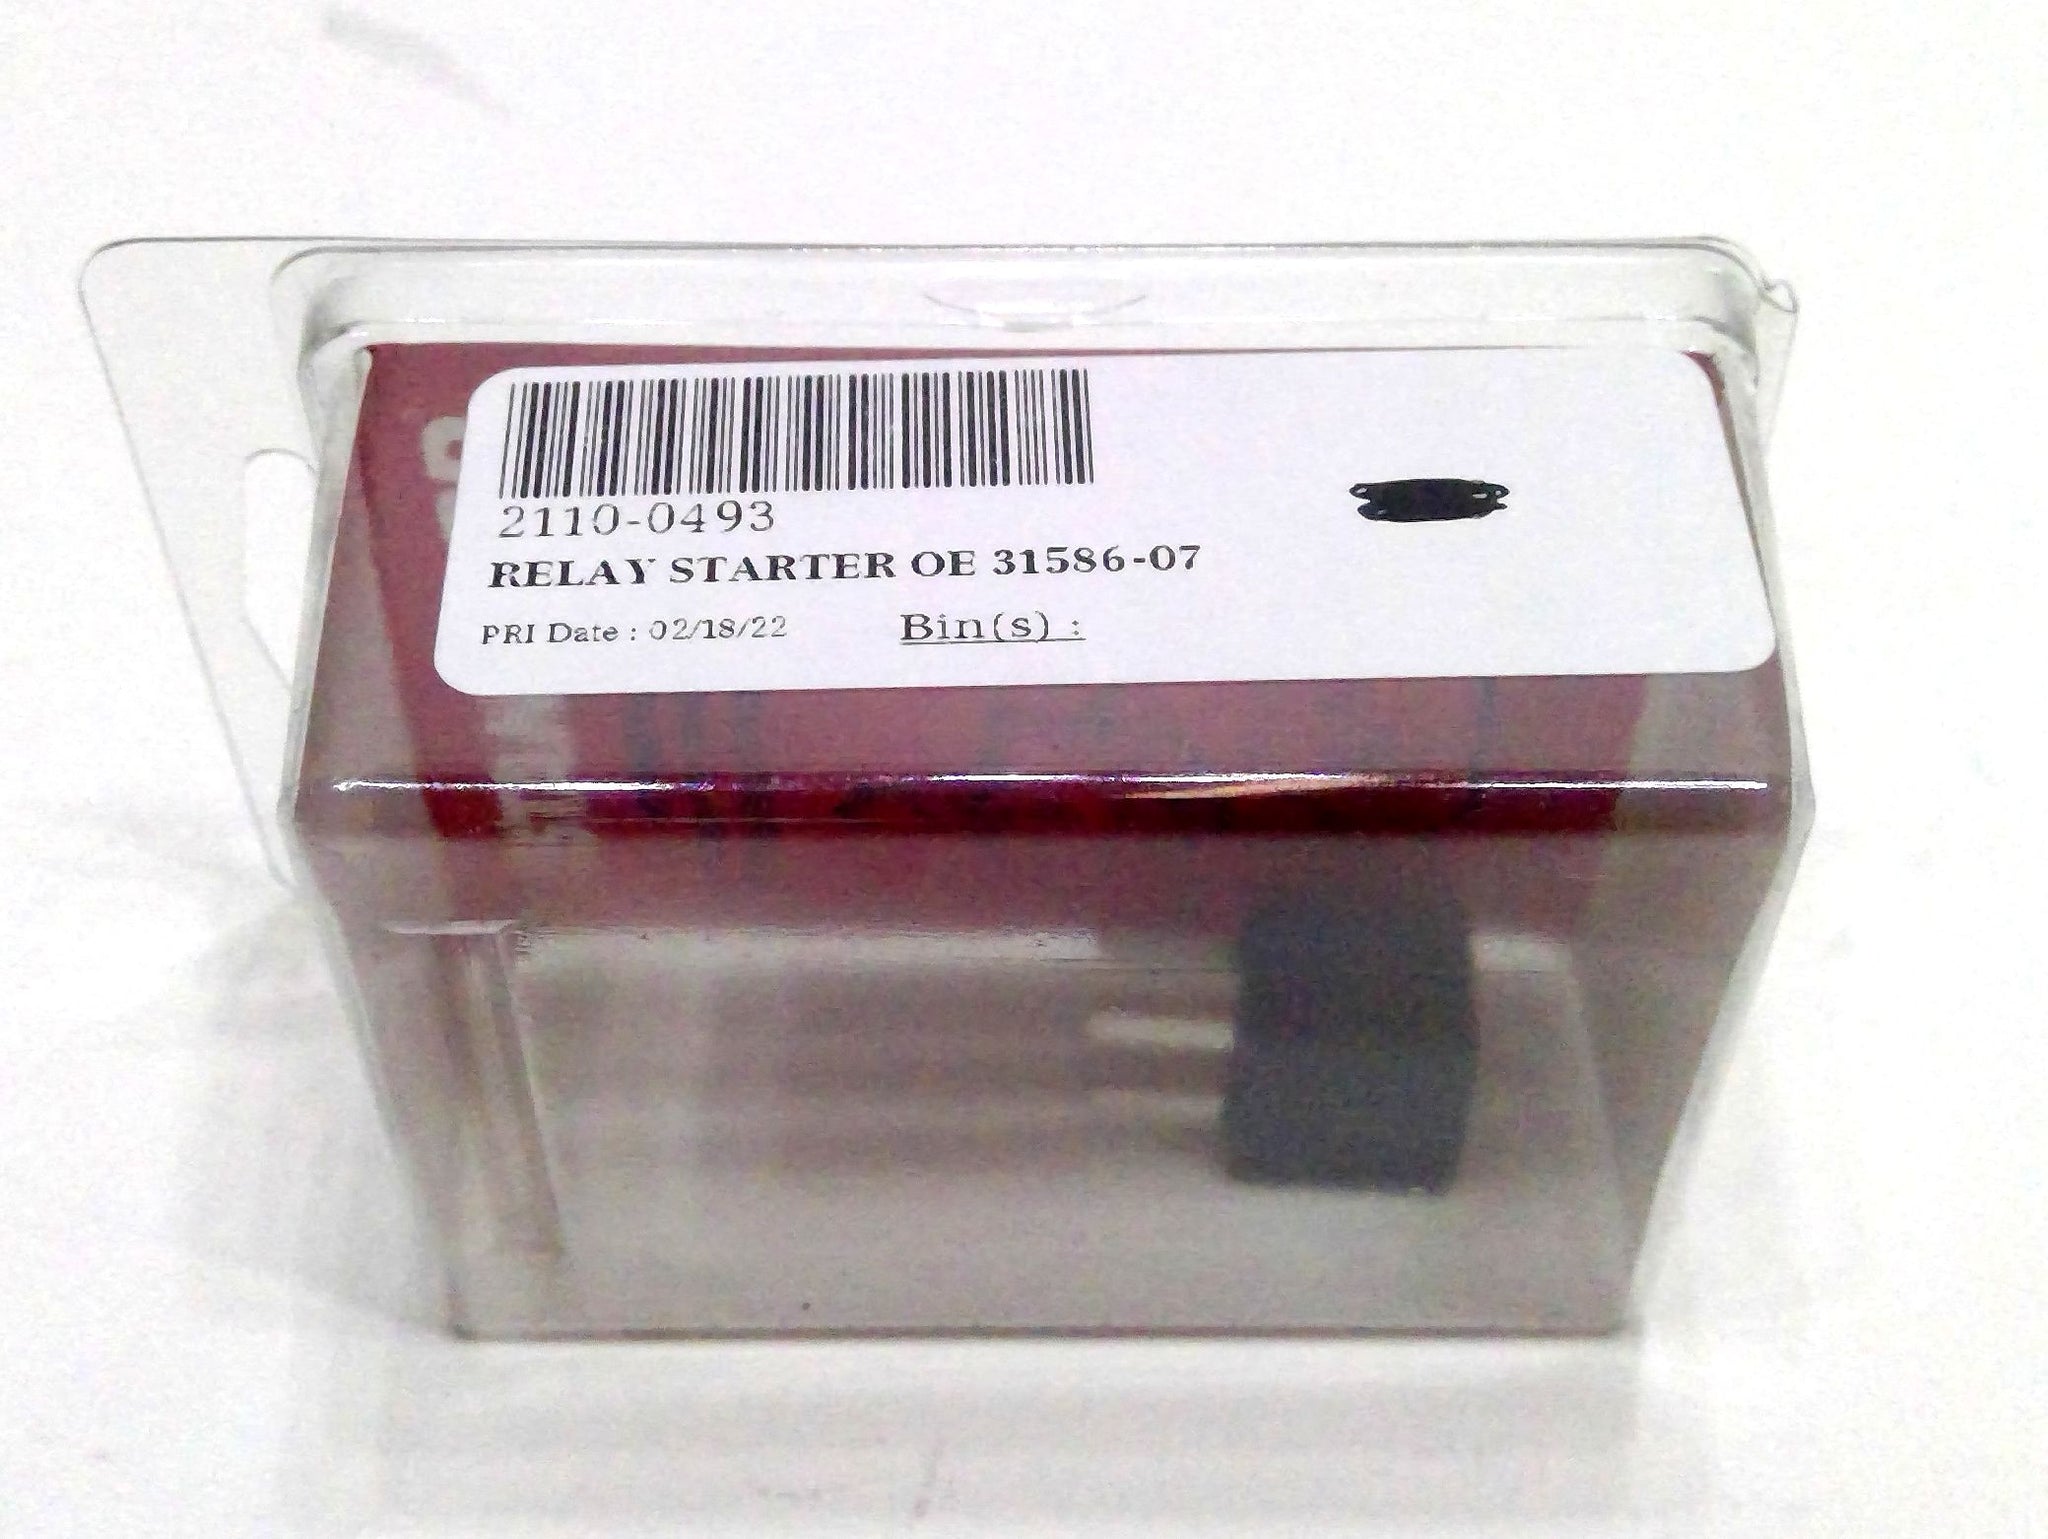 2110-0493
RELAY STARTER OE 31586-07
PRI Date : 02/18/22 Bin(s) :